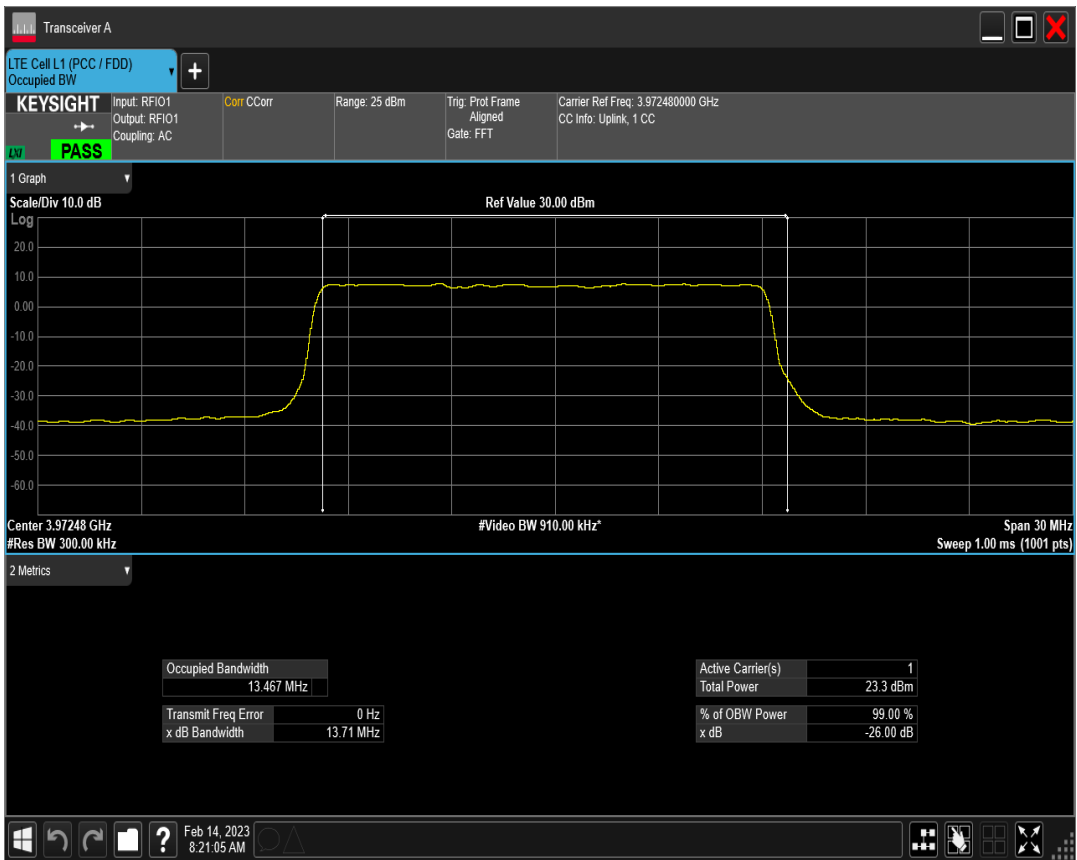 Transceiver A
LTE Cell L1 (PCC / FDD)
Occupied BW
+
KEYSIGHT
LXI
PASS
Input: RFIO1
Output: RFIO1
Coupling: AC
Corr CCorr
Range: 25 dBm
Trig: Prot Frame
Aligned
Gate: FFT
Carrier Ref Freq: 3.972480000 GHz
CC Info: Uplink, 1 CC
1 Graph
Scale/Div 10.0 dB
Ref Value 30.00 dBm
Log
20.0
10.0
0.00
-10.0
-20.0
-30.0
-40.0
-50.0
-60.0
Center 3.97248 GHz
#Video BW 910.00 kHz*
Span 30 MHz
#Res BW 300.00 kHz
Sweep 1.00 ms (1001 pts)
2 Metrics
Occupied Bandwidth
13.467 MHz
Transmit Freq Error 0 Hz
x dB Bandwidth 13.71 MHz
Active Carrier(s) 1
Total Power 23.3 dBm
% of OBW Power 99.00 %
x dB -26.00 dB
?
Feb 14, 2023
8:21:05 AM